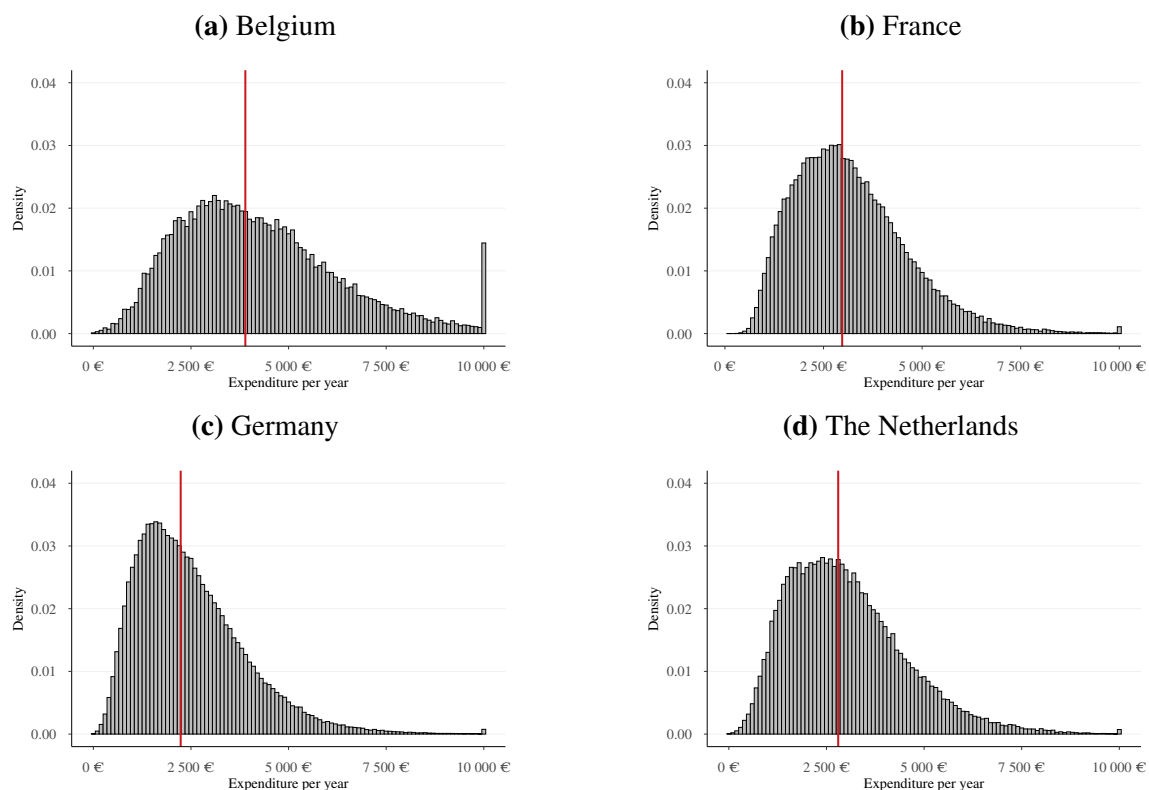 (a) Belgium
0.04
0.03
0.02
0.01
0.00
Density
0 €
2 500 €
5 000 €
7 500 €
10 000 €
Expenditure per year
(b) France
0.04
0.03
0.02
0.01
0.00
Density
0 €
2 500 €
5 000 €
7 500 €
10 000 €
Expenditure per year
(c) Germany
0.04
0.03
0.02
0.01
0.00
Density
0 €
2 500 €
5 000 €
7 500 €
10 000 €
Expenditure per year
(d) The Netherlands
0.04
0.03
0.02
0.01
0.00
Density
0 €
2 500 €
5 000 €
7 500 €
10 000 €
Expenditure per year